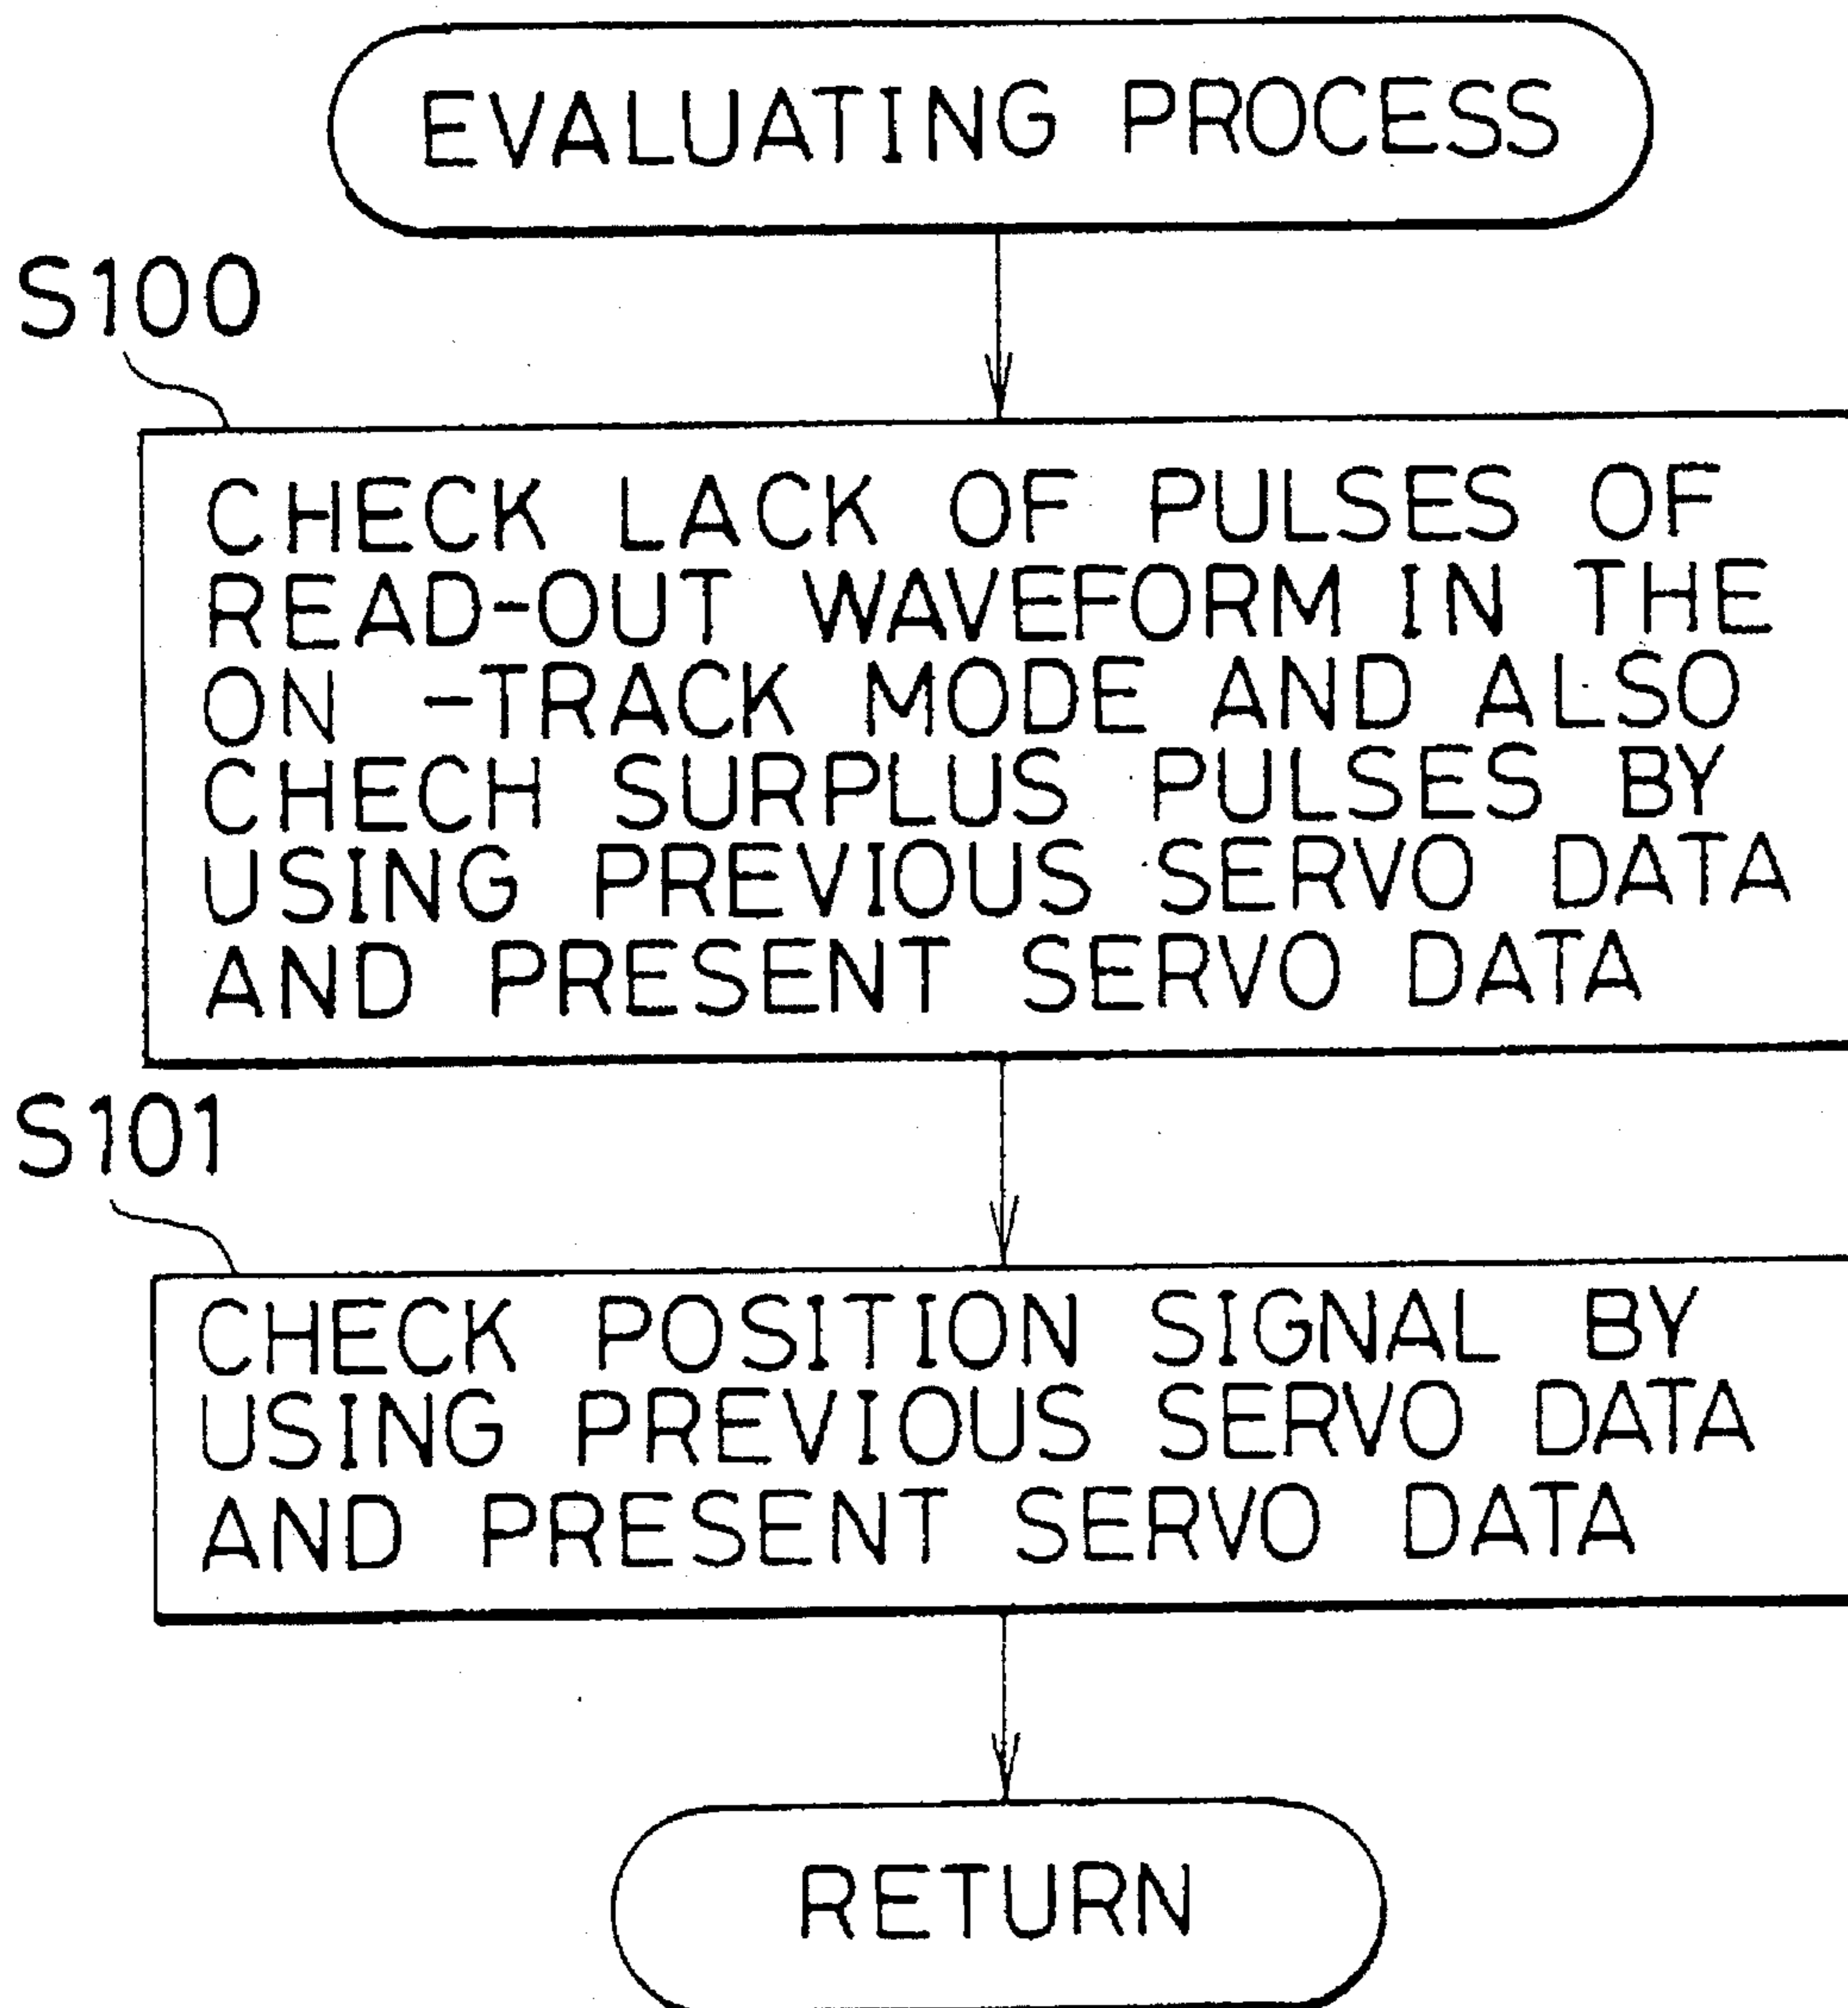 EVALUATING PROCESS
S100
CHECK LACK OF PULSES OF
READ-OUT WAVEFORM IN THE
ON -TRACK MODE AND ALSO
CHECH SURPLUS PULSES BY
USING PREVIOUS SERVO DATA
AND PRESENT SERVO DATA
S101
CHECK POSITION SIGNAL BY
USING PREVIOUS SERVO DATA
AND PRESENT SERVO DATA
RETURN